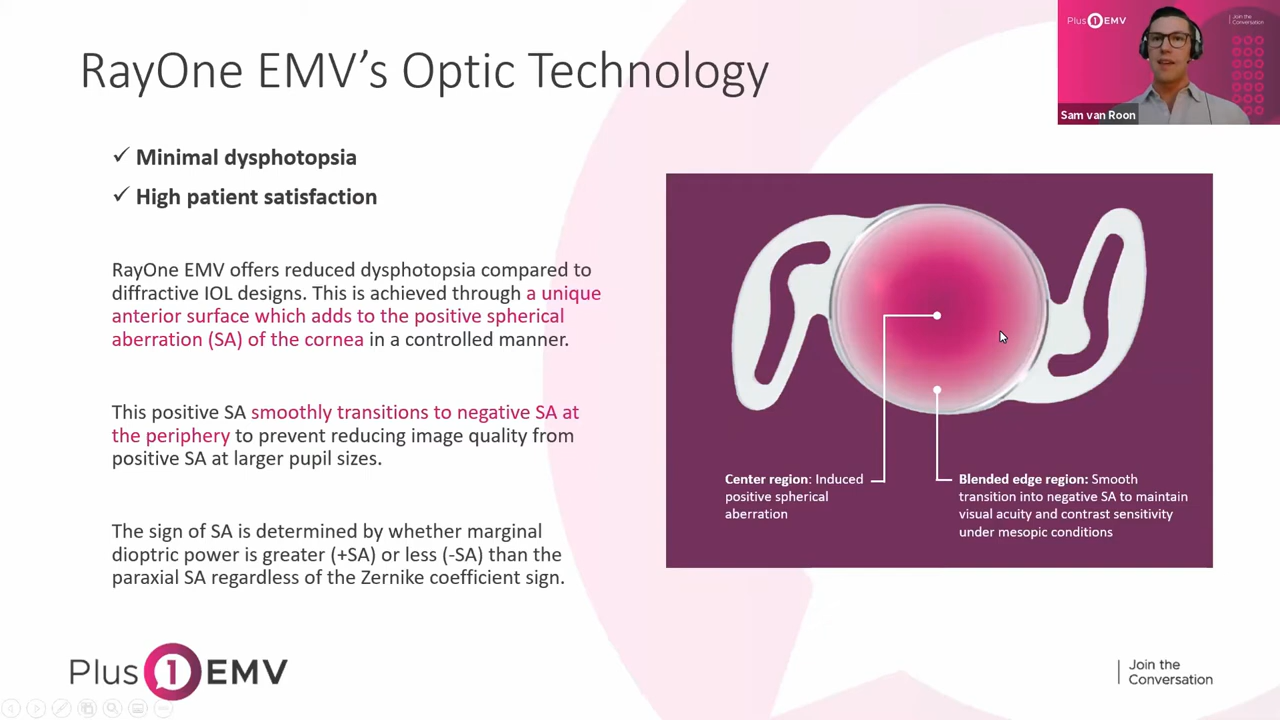 RayOne EMV's Optic Technology
Plus 1 EMV
Join the
Conversation
Sam van Roon
✓ Minimal dysphotopsia
✓ High patient satisfaction
RayOne EMV offers reduced dysphotopsia compared to
diffractive IOL designs. This is achieved through a unique
anterior surface which adds to the positive spherical
aberration (SA) of the cornea in a controlled manner.
This positive SA smoothly transitions to negative SA at
the periphery to prevent reducing image quality from
positive SA at larger pupil sizes.
The sign of SA is determined by whether marginal
dioptric power is greater (+SA) or less (-SA) than the
paraxial SA regardless of the Zernike coefficient sign.
Center region: Induced
positive spherical
aberration
Blended edge region: Smooth
transition into negative SA to maintain
visual acuity and contrast sensitivity
under mesopic conditions
Plus 1 EMV
Join the
Conversation